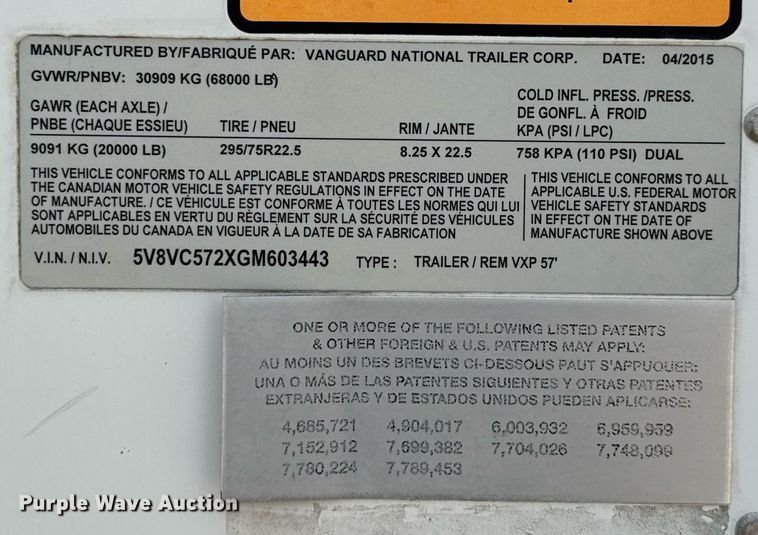 MANUFACTURED BY/FABRIQUÉ PAR: VANGUARD NATIONAL TRAILER CORP. DATE: 04/2015
GVWR/PNBV: 30909 KG (68000 LB)
GAWR (EACH AXLE) /
PNBE (CHAQUE ESSIEU) TIRE / PNEU RIM / JANTE
COLD INFL. PRESS. /PRESS.
DE GONFL. À FROID
KPA (PSI / LPC)
9091 KG (20000 LB) 295/75R22.5 8.25 X 22.5 758 KPA (110 PSI) DUAL
THIS VEHICLE CONFORMS TO ALL APPLICABLE STANDARDS PRESCRIBED UNDER
THE CANADIAN MOTOR VEHICLE SAFETY REGULATIONS IN EFFECT ON THE DATE
OF MANUFACTURE. / CE VÉHICULE EST CONFORME À TOUTES LES NORMES QUI LUI
SONT APPLICABLES EN VERTU DU RÈGLEMENT SUR LA SÉCURITÉ DES VÉHICULES
AUTOMOBILES DU CANADA EN VIGUEUR À LA DATE DE SA FABRICATION
THIS VEHICLE CONFORMS TO ALL
APPLICABLE U.S. FEDERAL MOTOR
VEHICLE SAFETY STANDARDS
IN EFFECT ON THE DATE OF
MANUFACTURE SHOWN ABOVE
V.I.N. / N.I.V. 5V8VC572XGM603443 TYPE : TRAILER / REM VXP 57'
ONE OR MORE OF THE FOLLOWING LISTED PATENTS
& OTHER FOREIGN & U.S. PATENTS MAY APPLY:
AU MOINS UN DES BREVETS CI-DESSOUS PAUT S'APPUOUER:
UNA O MÁS DE LAS PATENTES SIGUIENTES Y OTRAS PATENTES
EXTRANJERAS Y DE ESTADOS UNIDOS PUEDEN APLICARSE:
4,685,721 4,904,017 6,003,932 6,959,959
7,152,912 7,699,382 7,704,026 7,748,099
7,780,224 7,789,453
Purple Wave Auction